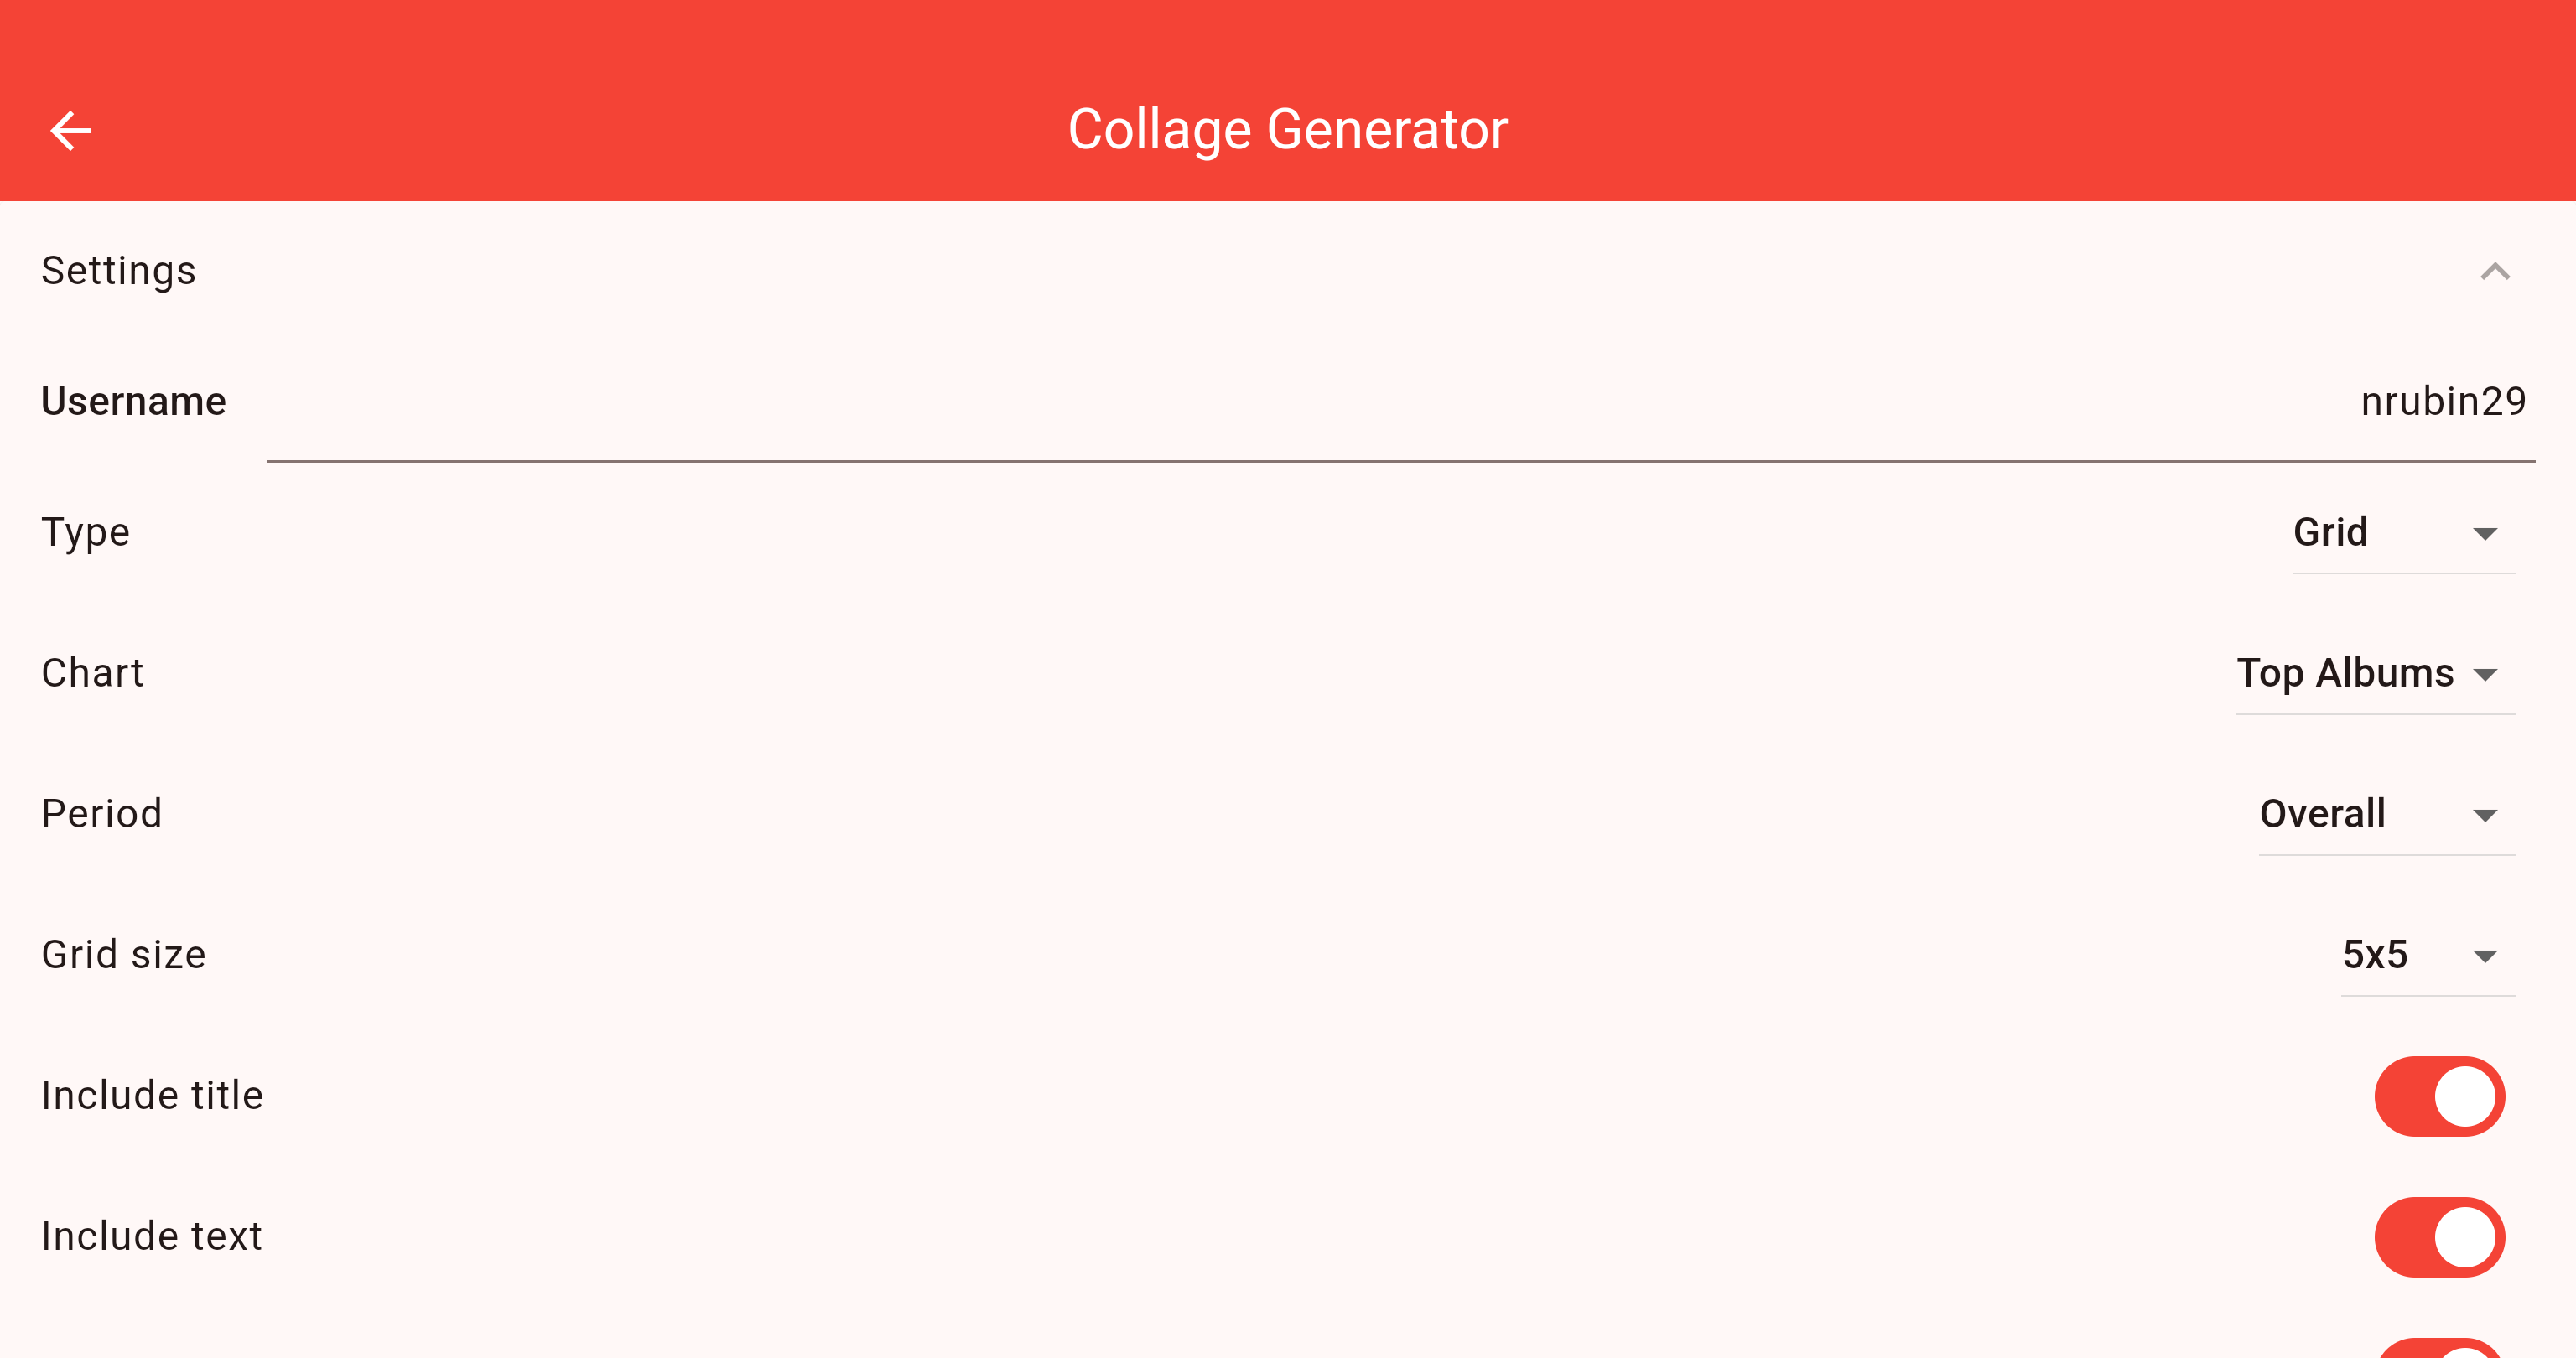 Collage Generator
Settings
Username nrubin29
Type Grid
Chart Top Albums
Period Overall
Grid size 5x5
Include title
Include text